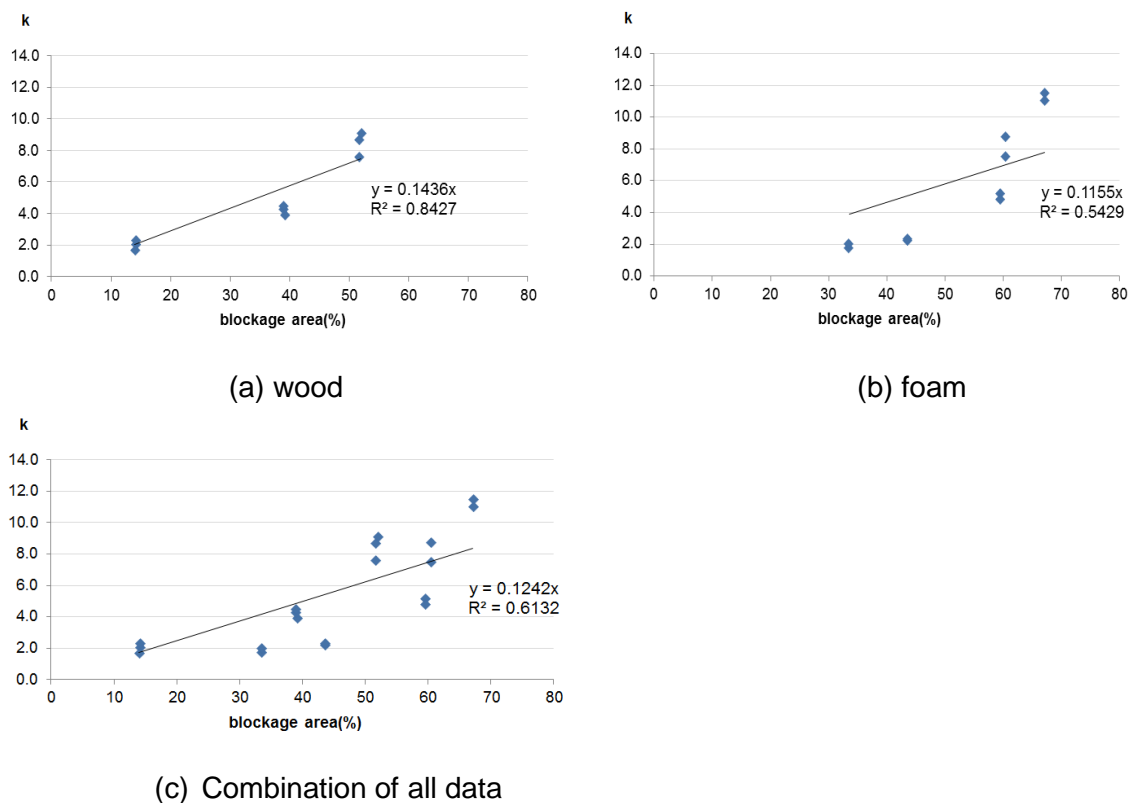 k
14.0
12.0
10.0
8.0
6.0
4.0
2.0
0.0
y = 0.1436x
R² = 0.8427
0 10 20 30 40 50 60 70 80
blockage area(%)
(a) wood
k
14.0
12.0
10.0
8.0
6.0
4.0
2.0
0.0
y = 0.1155x
R² = 0.5429
0 10 20 30 40 50 60 70 80
blockage area(%)
(b) foam
k
14.0
12.0
10.0
8.0
6.0
4.0
2.0
0.0
y = 0.1242x
R² = 0.6132
0 10 20 30 40 50 60 70 80
blockage area(%)
(c) Combination of all data